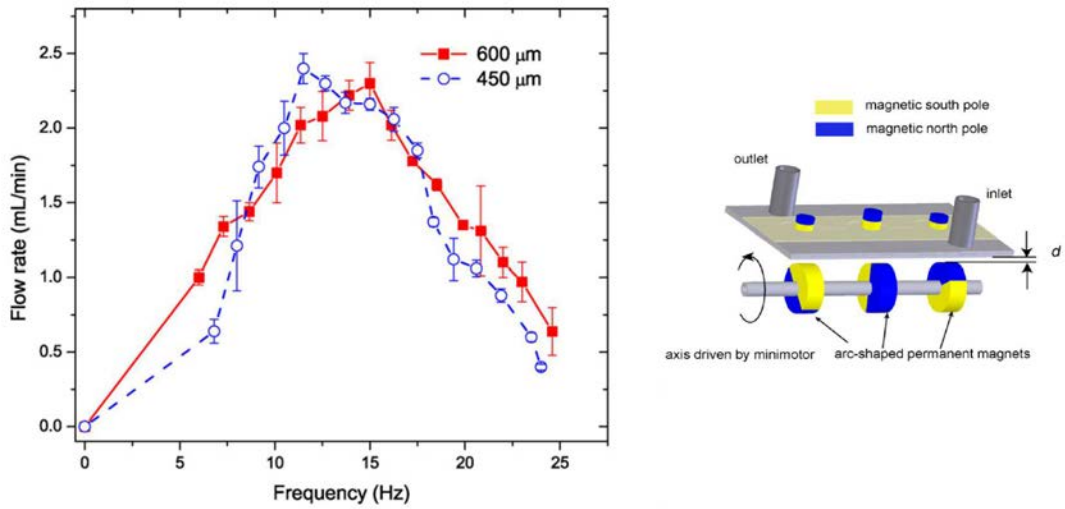 2.5
2.0
1.5
1.0
0.5
0.0
Flow rate (mL/min)
600 μm
450 μm
0
5
10
15
20
25
Frequency (Hz)
magnetic south pole
magnetic north pole
outlet
inlet
d
axis driven by minimotor
arc-shaped permanent magnets